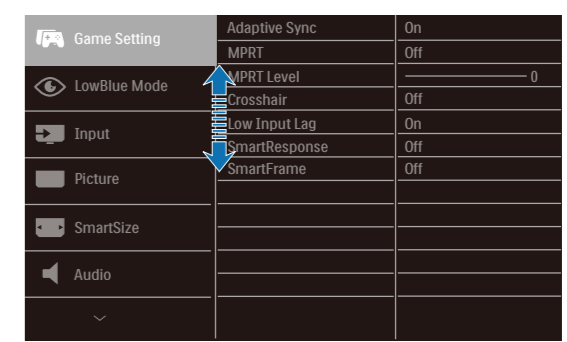 Game Setting
LowBlue Mode
Input
Picture
SmartSize
Audio
Adaptive Sync On
MPRT Off
MPRT Level 0
Crosshair Off
Low Input Lag On
SmartResponse Off
SmartFrame Off